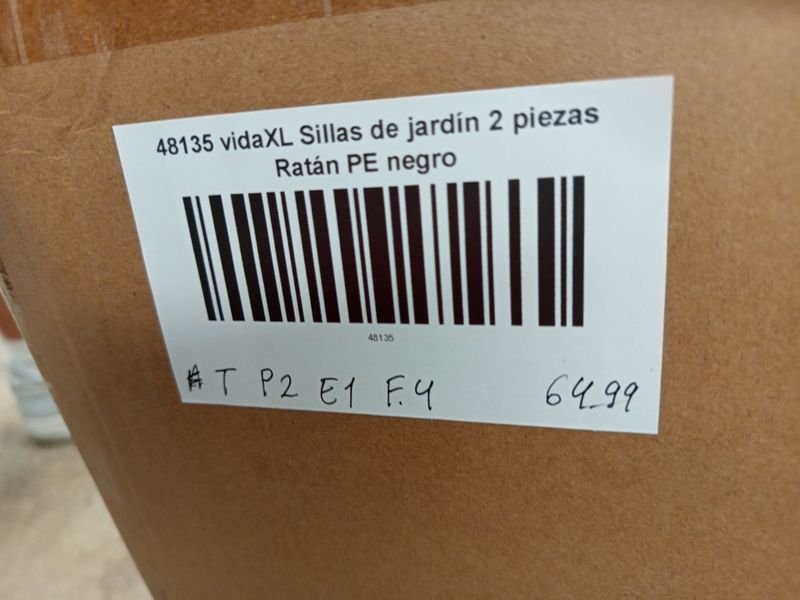 48135 vidaXL Sillas de jardín 2 piezas
Ratán PE negro
48135
T P2 E1 F.4 64.99